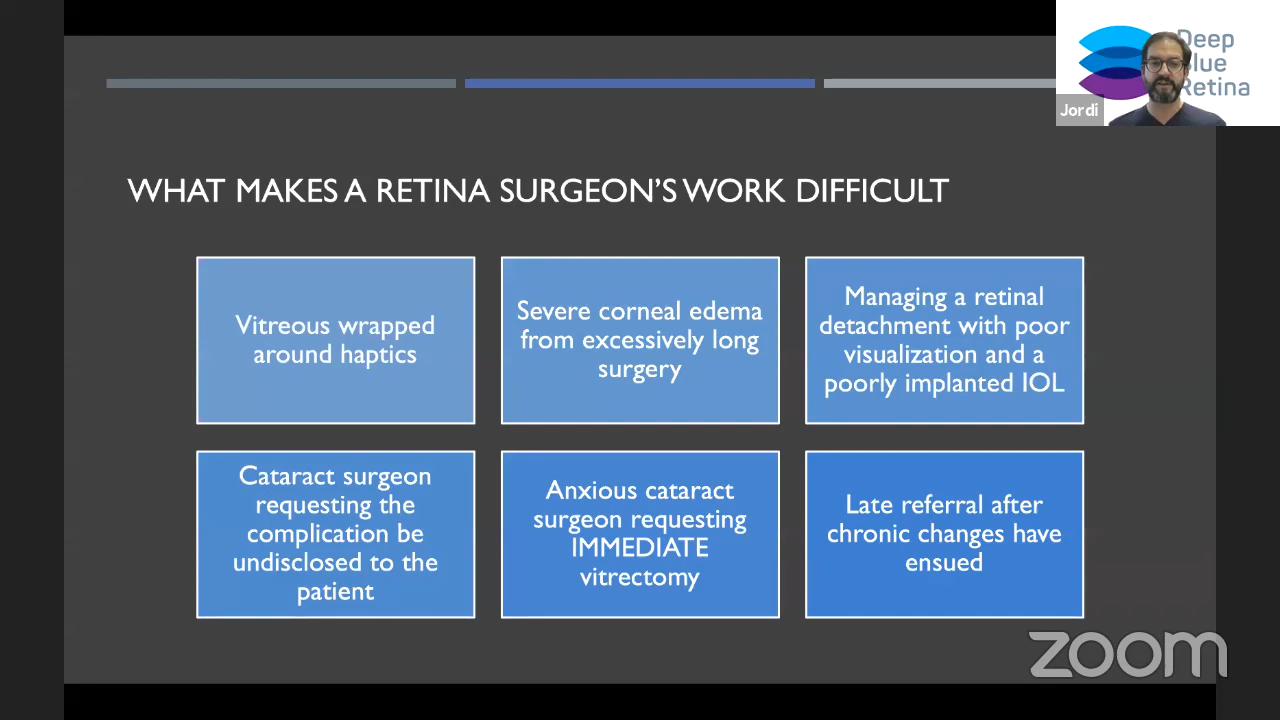 Deep
Blue
Retina
Jordi
WHAT MAKES A RETINA SURGEON'S WORK DIFFICULT
Vitreous wrapped
around haptics
Severe corneal edema
from excessively long
surgery
Managing a retinal
detachment with poor
visualization and a
poorly implanted IOL
Cataract surgeon
requesting the
complication be
undisclosed to the
patient
Anxious cataract
surgeon requesting
IMMEDIATE
vitrectomy
Late referral after
chronic changes have
ensued
zoom